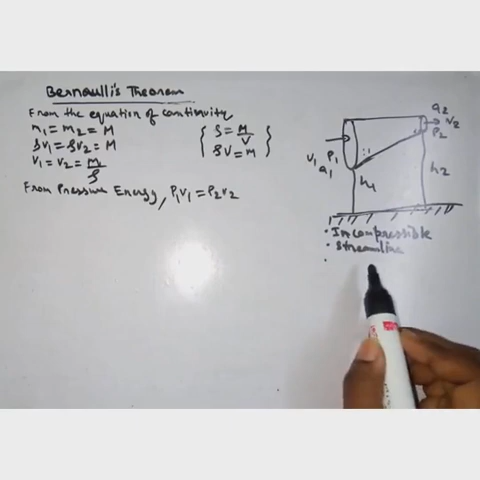 Bernaulli's Theorem
From the equation of continuity
m₁ = m₂ = M
ρv₁ = ρv₂ = M
v₁ = v₂ = M/ρ
{ ρ = M/V
ρV = M }
From Pressure Energy, P₁v₁ = P₂v₂
a₂
v₂
P₂
v₁ P₁
a₁
h₁
h₂
• Incompressible
• Streamline
•